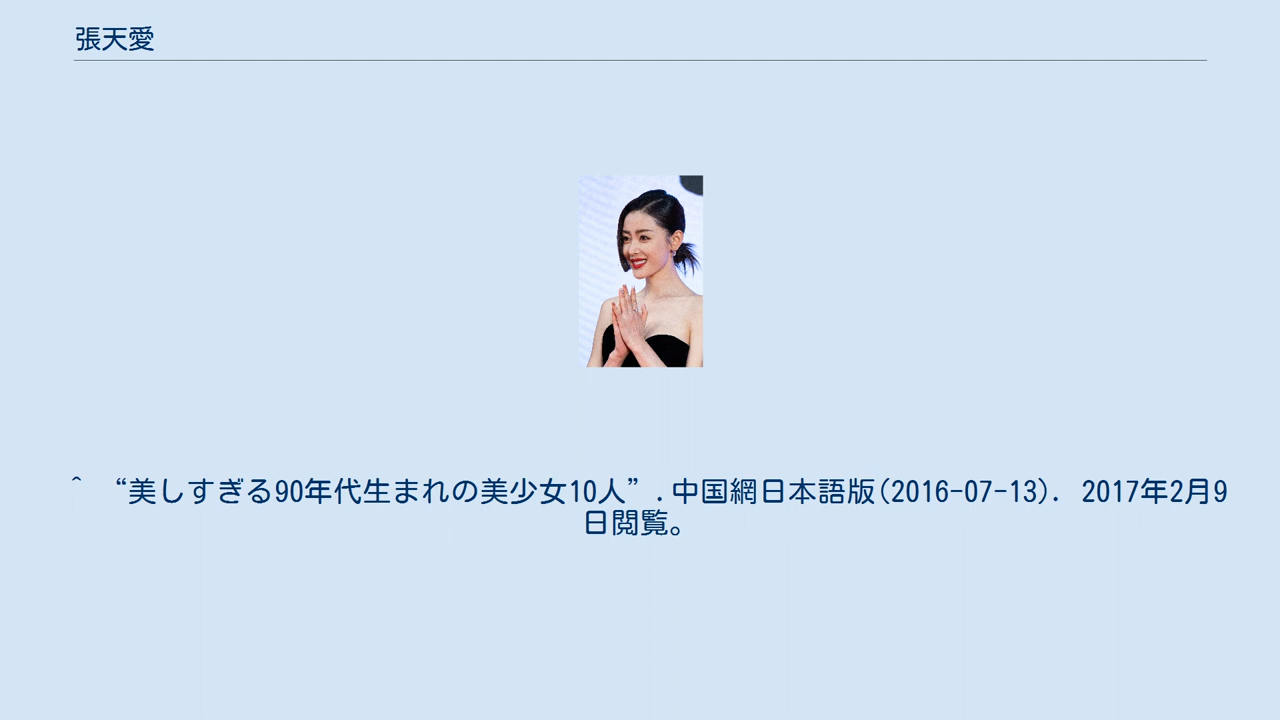 張天愛
^ “美しすぎる90年代生まれの美少女10人”.中国網日本語版(2016-07-13). 2017年2月9
日閲覧。